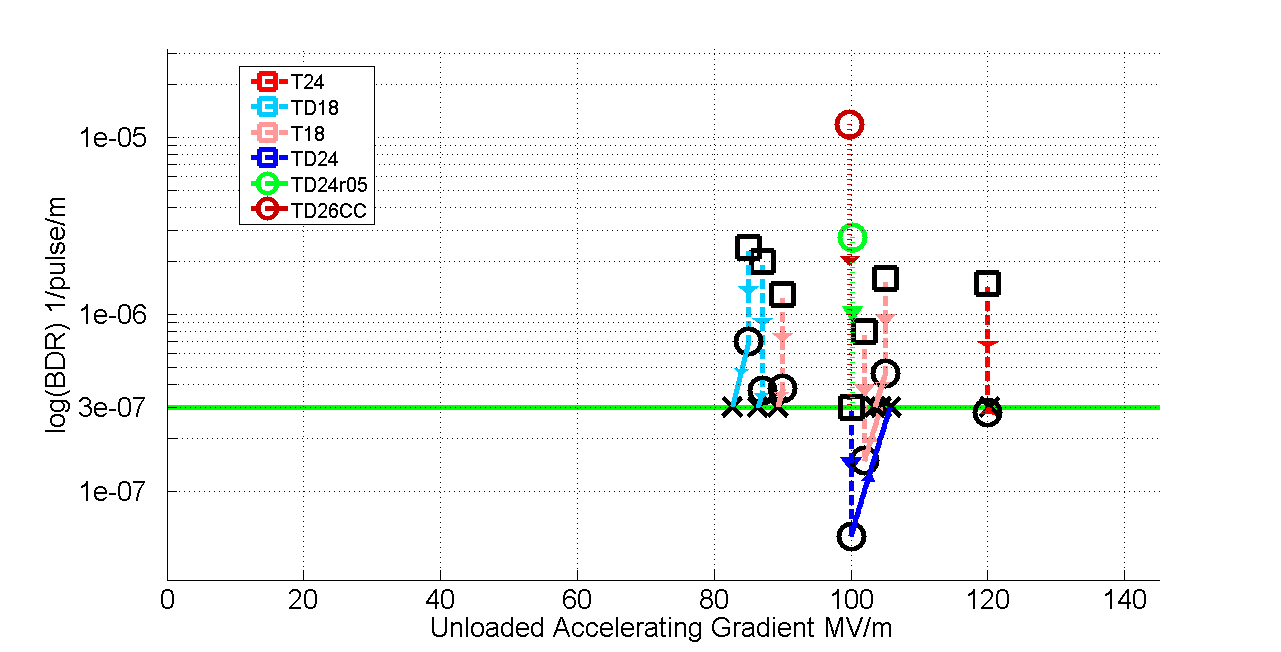 T24
TD18
T18
TD24
TD24r05
TD26CC
1e-05
1e-06
3e-07
1e-07
log(BDR) 1/pulse/m
0 20 40 60 80 100 120 140
Unloaded Accelerating Gradient MV/m